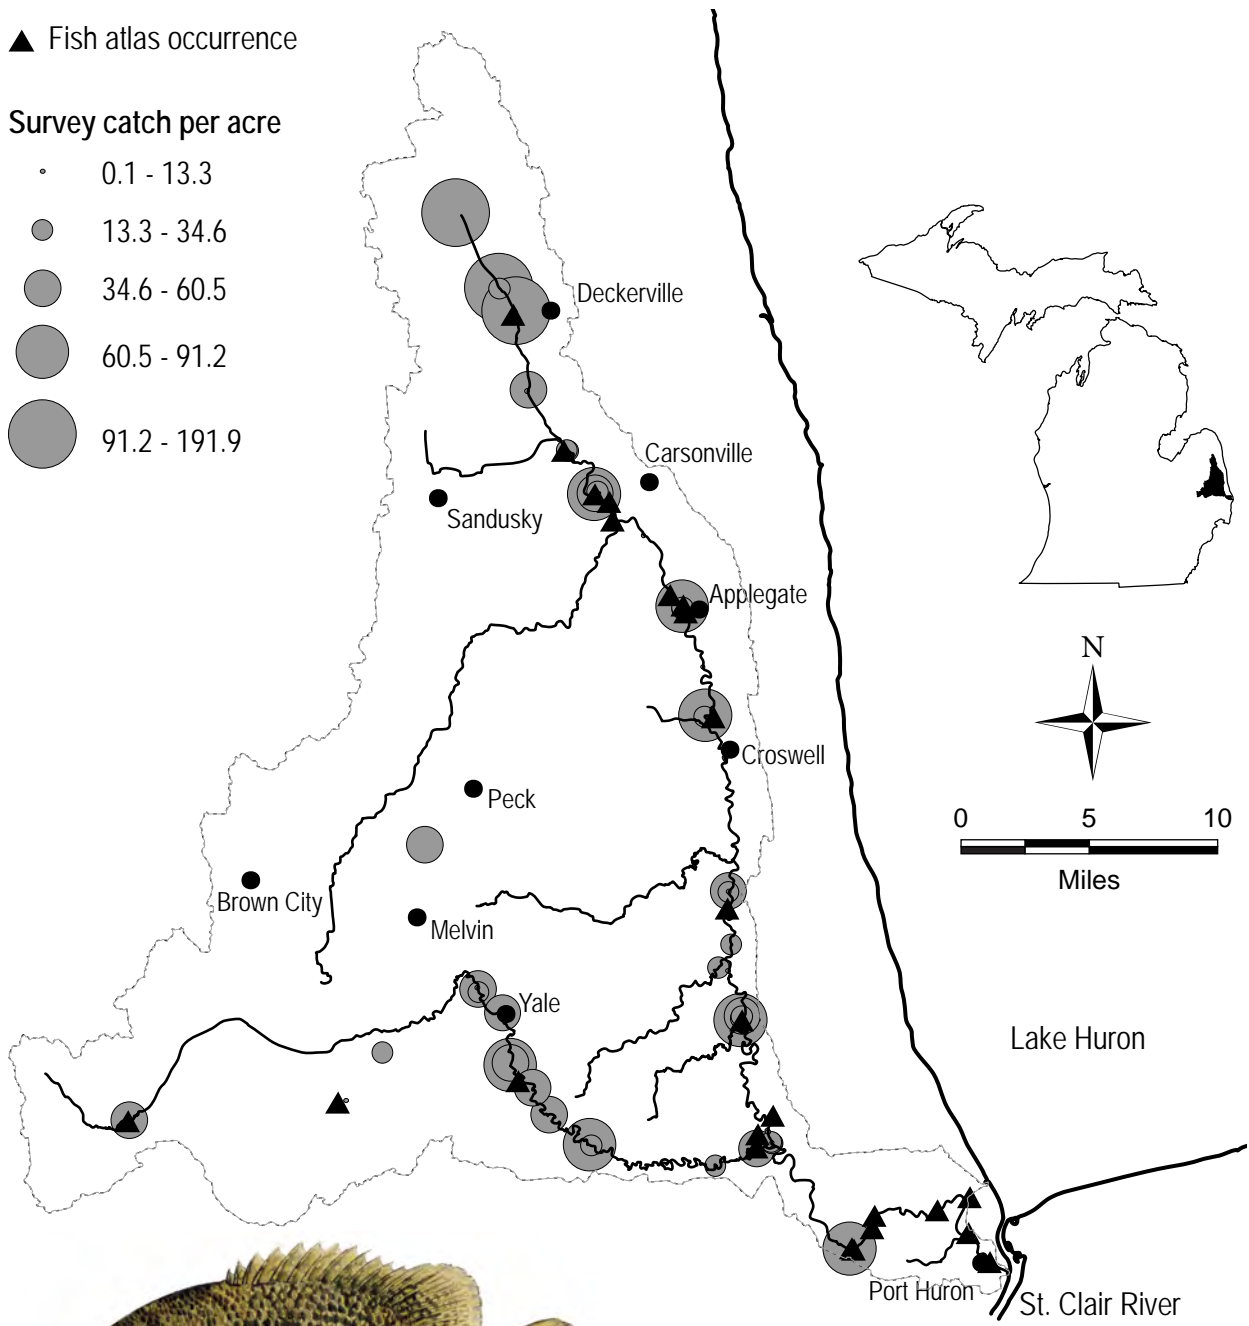 Fish atlas occurrence
Survey catch per acre
0.1 - 13.3
13.3 - 34.6
34.6 - 60.5
60.5 - 91.2
91.2 - 191.9
Deckerville
Carsonville
Sandusky
Applegate
Croswell
Peck
Brown City
Melvin
Yale
N
0 5 10
Miles
Lake Huron
Port Huron
St. Clair River